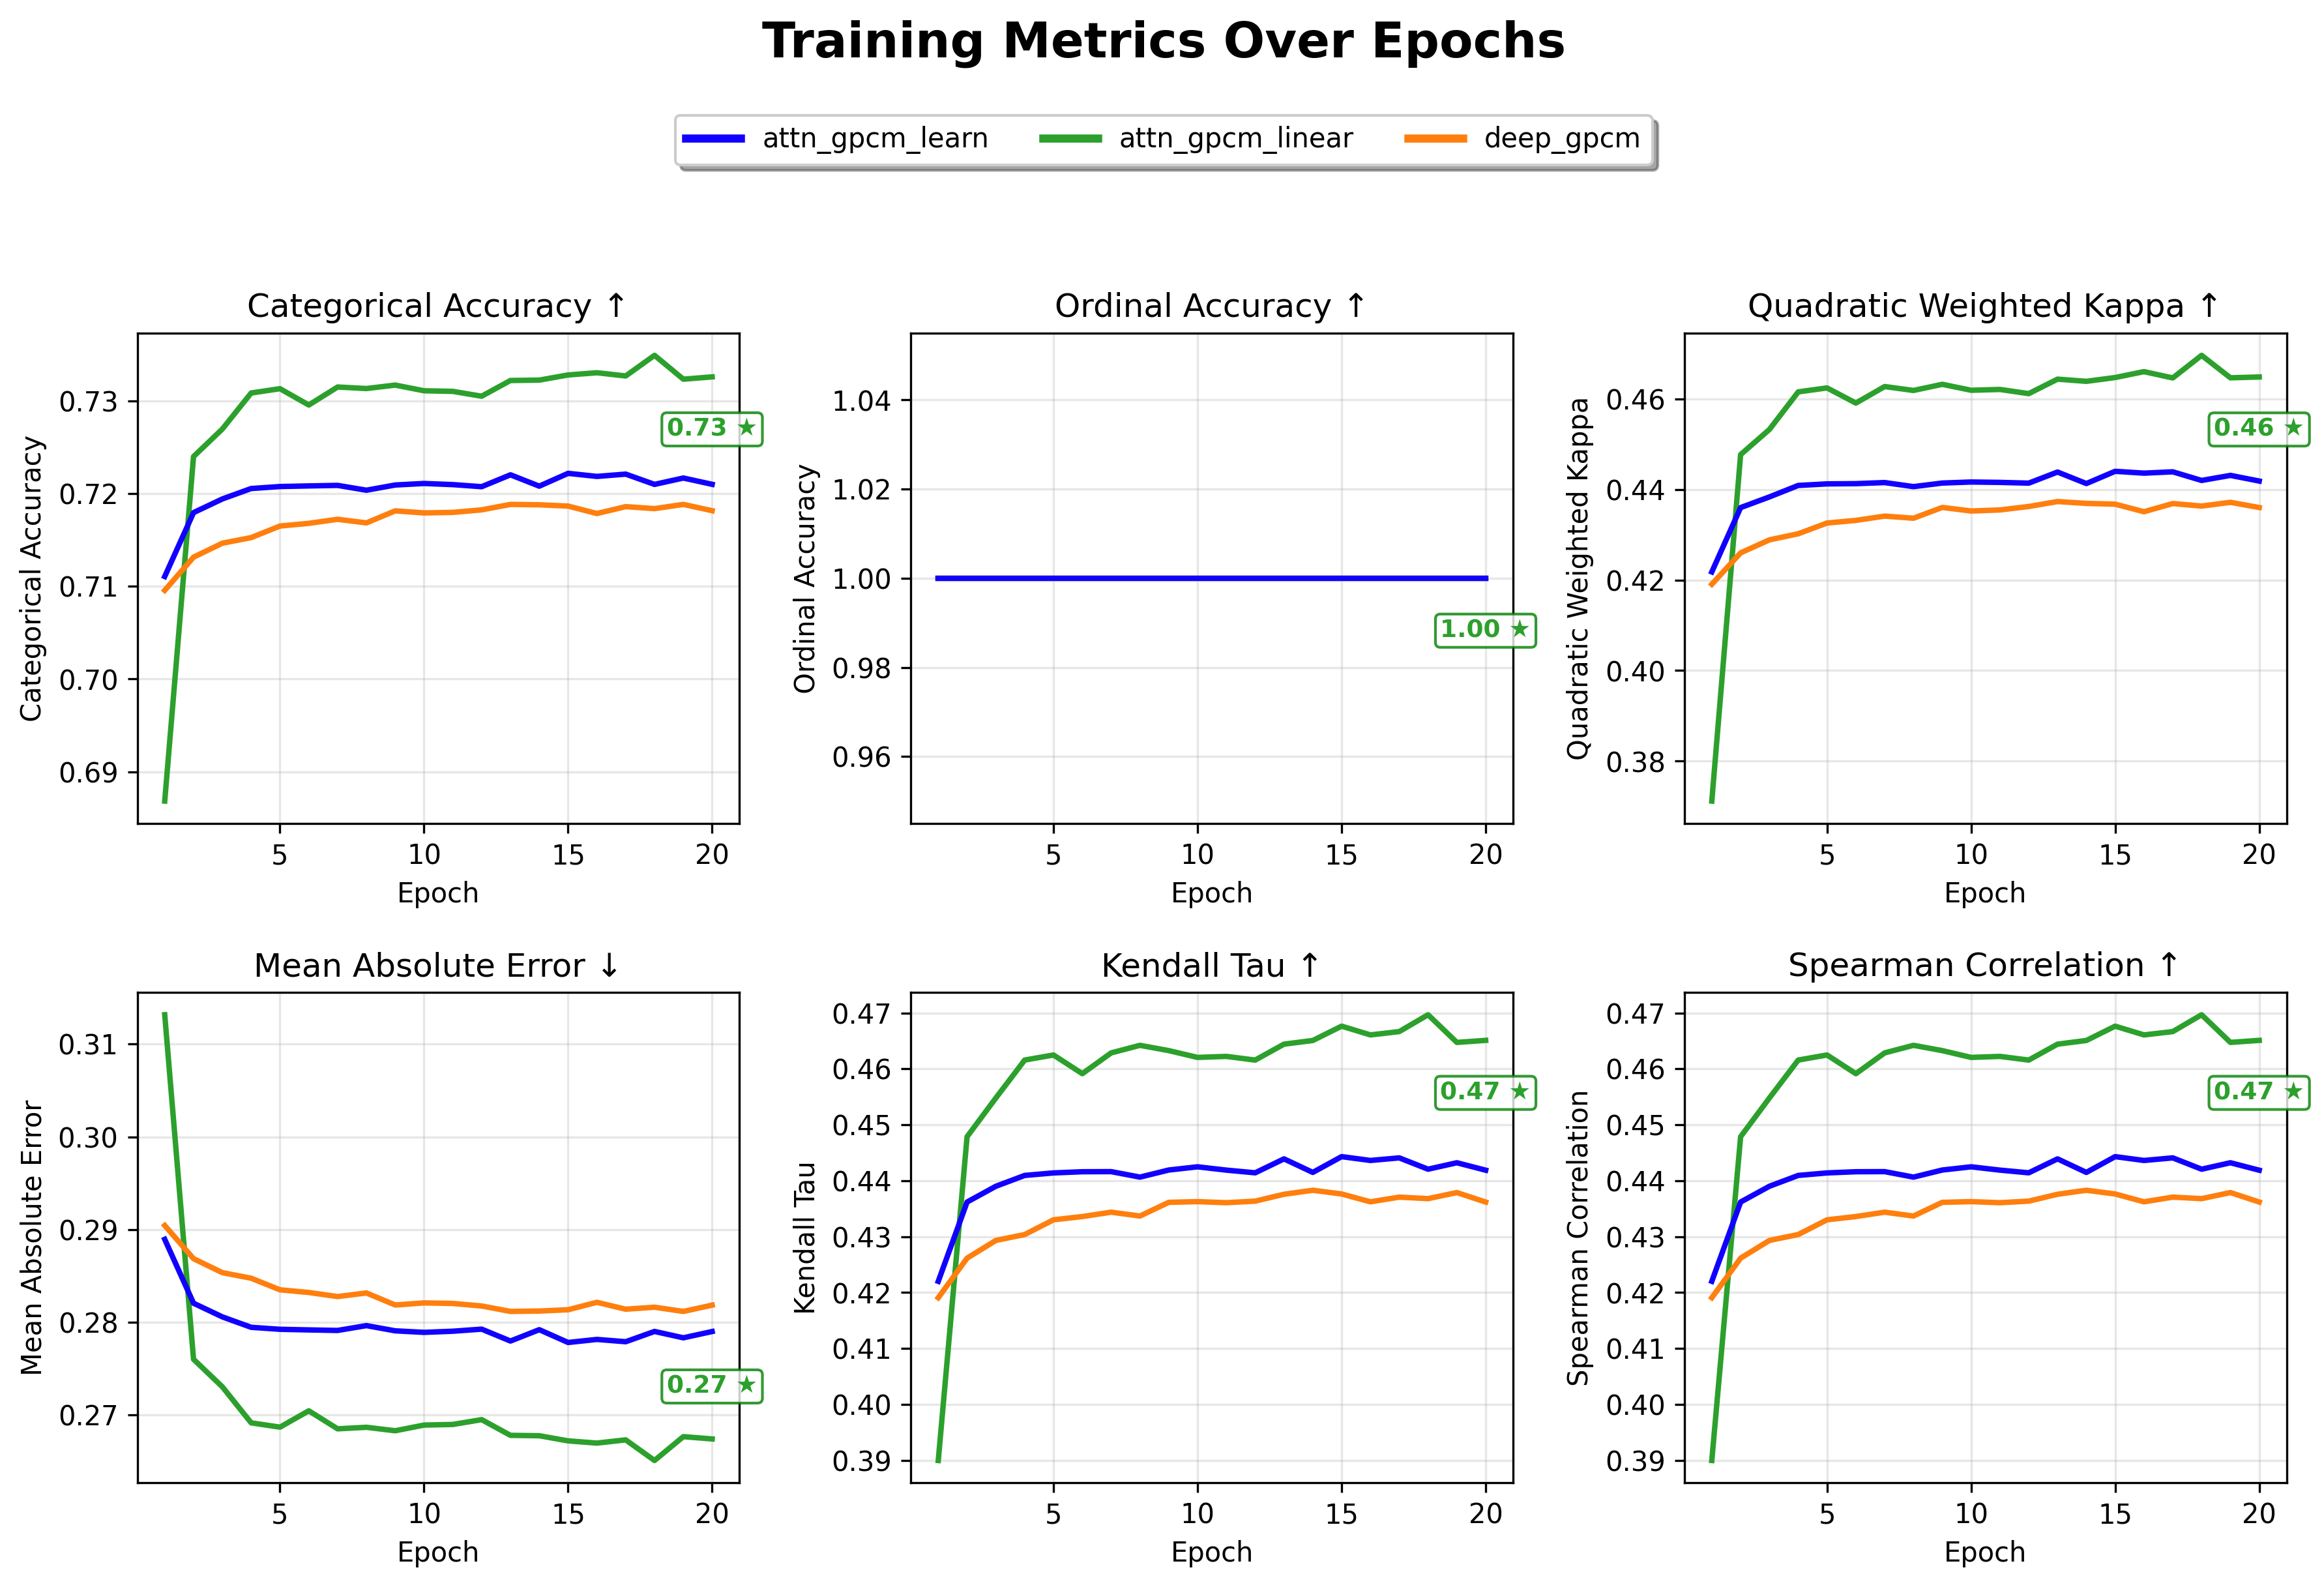 Training Metrics Over Epochs
attn_gpcm_learn attn_gpcm_linear deep_gpcm
Categorical Accuracy ↑
Categorical Accuracy
0.73
0.72
0.71
0.70
0.69
0.73 ★
5 10 15 20
Epoch
Ordinal Accuracy ↑
Ordinal Accuracy
1.04
1.02
1.00
0.98
0.96
1.00 ★
5 10 15 20
Epoch
Quadratic Weighted Kappa ↑
Quadratic Weighted Kappa
0.46
0.44
0.42
0.40
0.38
0.46 ★
5 10 15 20
Epoch
Mean Absolute Error ↓
Mean Absolute Error
0.31
0.30
0.29
0.28
0.27
0.27 ★
5 10 15 20
Epoch
Kendall Tau ↑
Kendall Tau
0.47
0.46
0.45
0.44
0.43
0.42
0.41
0.40
0.39
0.47 ★
5 10 15 20
Epoch
Spearman Correlation ↑
Spearman Correlation
0.47
0.46
0.45
0.44
0.43
0.42
0.41
0.40
0.39
0.47 ★
5 10 15 20
Epoch